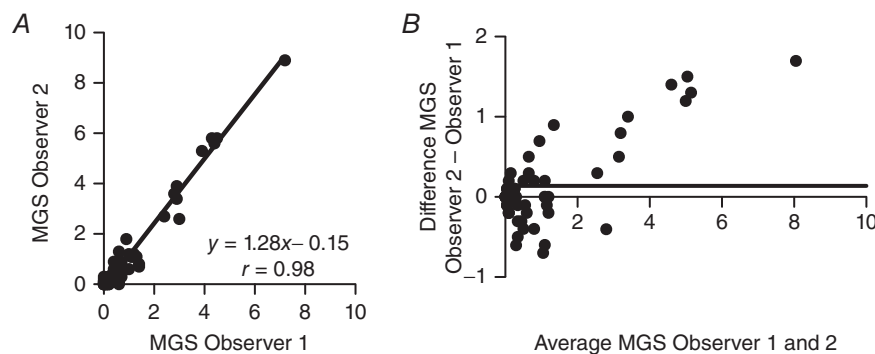 A
10
8
6
4
2
0
0 2 4 6 8 10
MGS Observer 2
MGS Observer 1
y = 1.28x – 0.15
r = 0.98
B
2
1
0
−1
2 4 6 8 10
Difference MGS
Observer 2 – Observer 1
Average MGS Observer 1 and 2